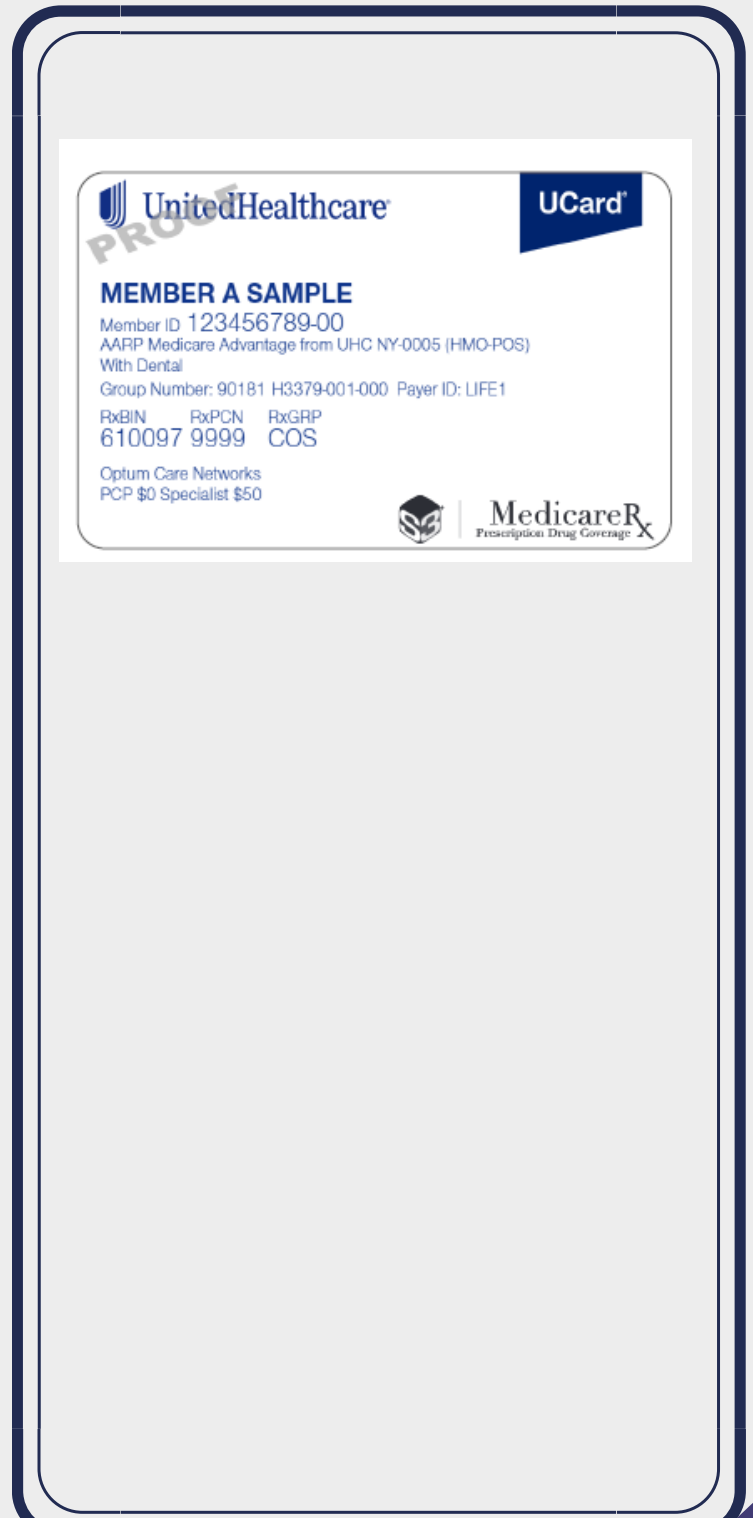 UnitedHealthcare®
UCard®
PROOF
MEMBER A SAMPLE
Member ID 123456789-00
AARP Medicare Advantage from UHC NY-0005 (HMO-POS)
With Dental
Group Number: 90181 H3379-001-000 Payer ID: LIFE1
RxBIN RxPCN RxGRP
610097 9999 COS
Optum Care Networks
PCP $0 Specialist $50
S3
MedicareRx
Prescription Drug Coverage